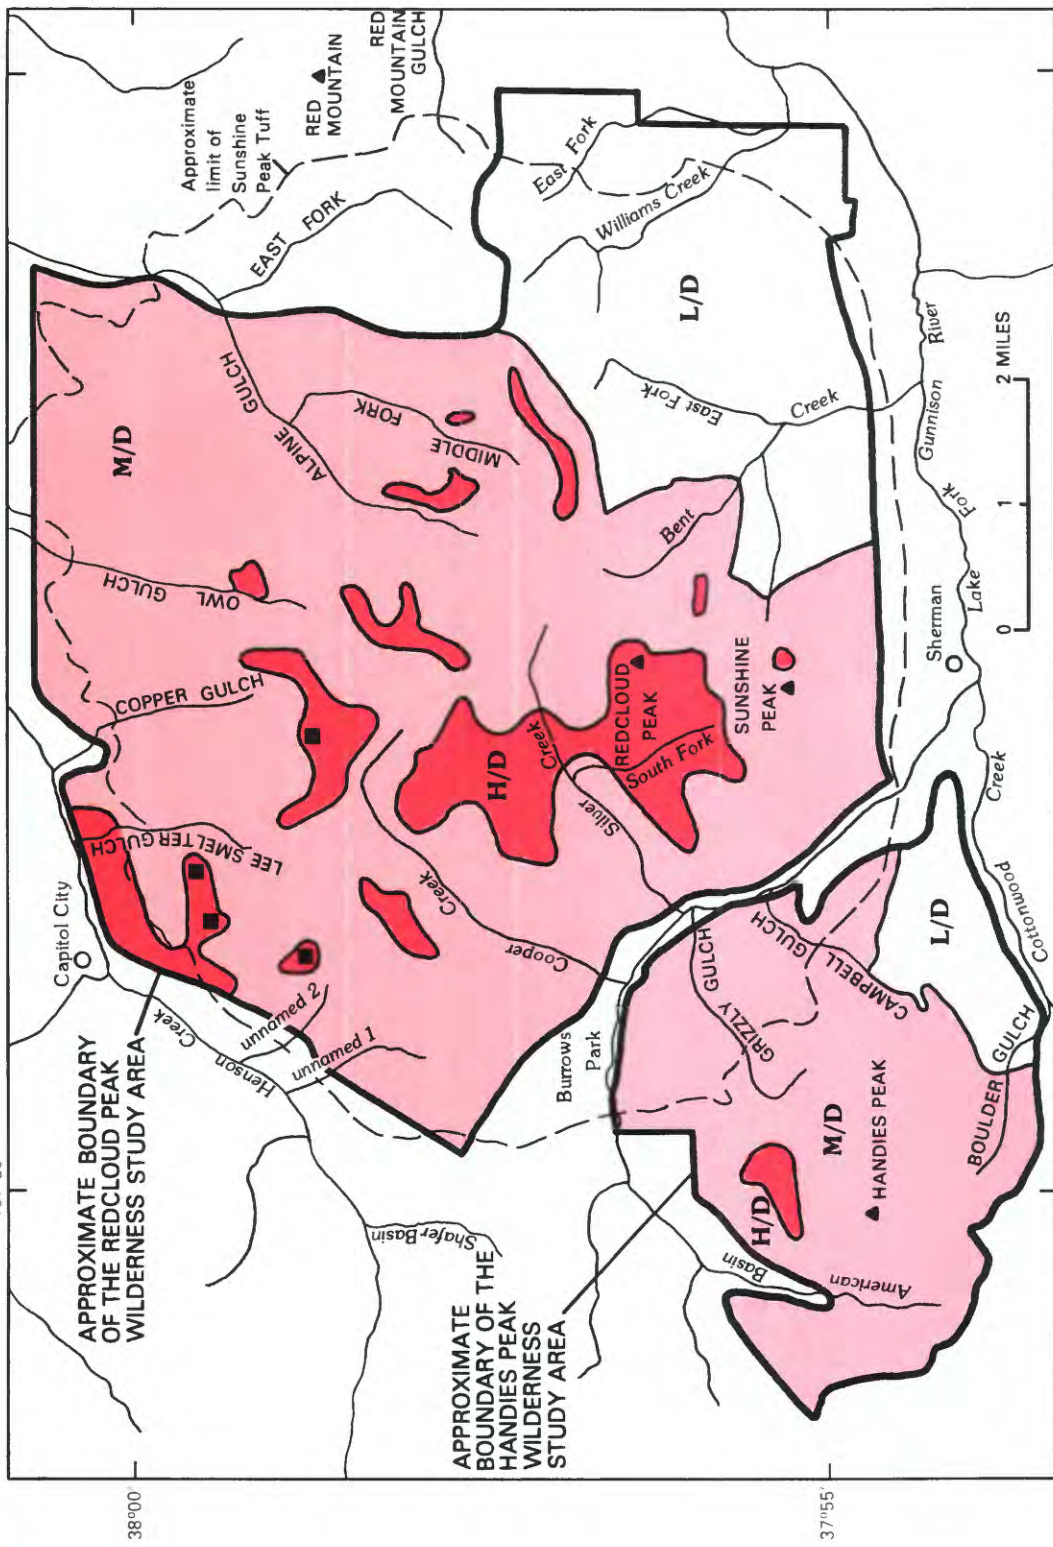 APPROXIMATE BOUNDARY
OF THE REDCLOUD PEAK
WILDERNESS STUDY AREA
APPROXIMATE
BOUNDARY OF THE
HANDIES PEAK
WILDERNESS
STUDY AREA
38°00'
37°55'
Capitol City
Henson
Creek
unnamed 2
unnamed 1
Shafer Basin
LEE SMELTER GULCH
COPPER GULCH
OWL GULCH
M/D
ALPINE
GULCH
EAST FORK
MIDDLE
FORK
Approximate
limit of
Sunshine
Peak Tuff
RED
MOUNTAIN
RED
MOUNTAIN
GULCH
Cooper
Creek
H/D
Silver
Creek
REDCLOUD
PEAK
South Fork
SUNSHINE
PEAK
Bent
Creek
East Fork
L/D
Williams Creek
East Fork
Burrows
Park
GRIZZLY
GULCH
CAMPBELL
GULCH
H/D
M/D
HANDIES PEAK
BOULDER
GULCH
L/D
American
Basin
Cottonwood
Creek
Sherman
Lake
Fork
Gunnison
River
0
1
2 MILES